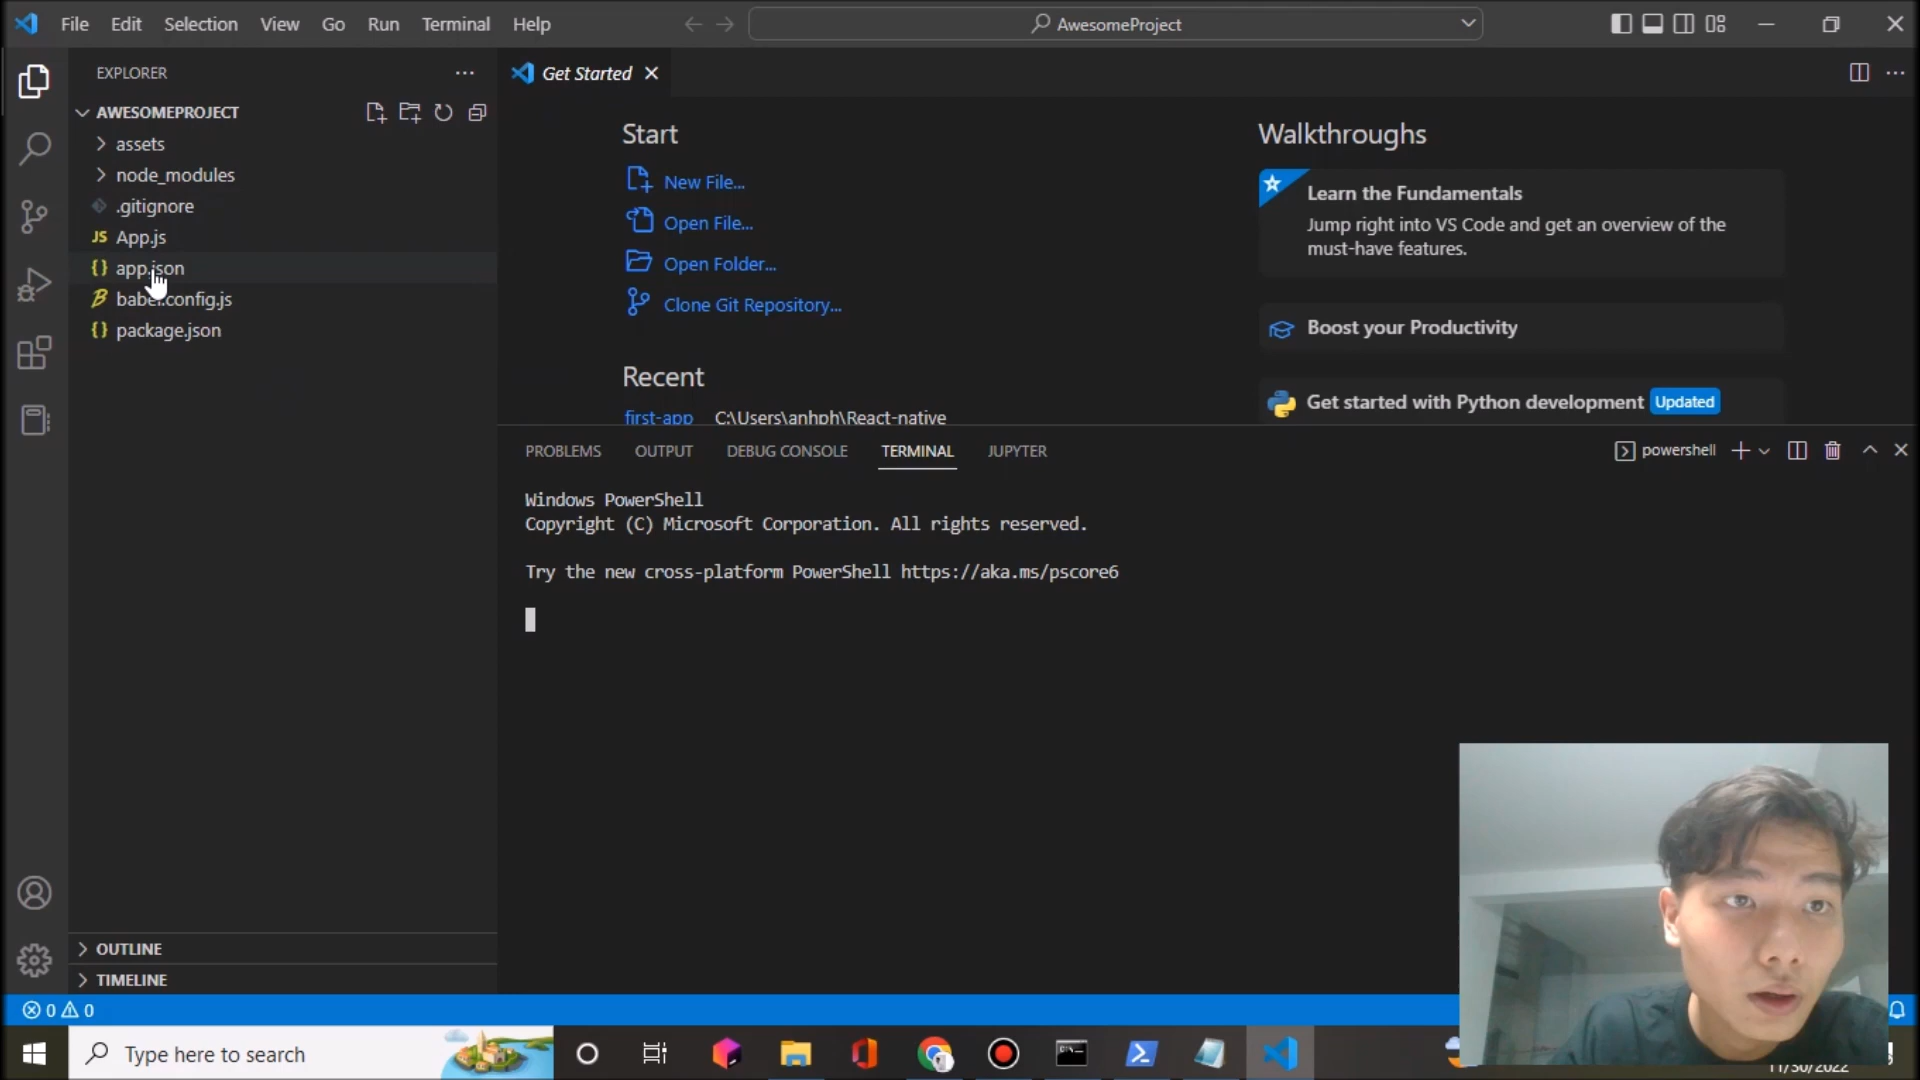 File Edit Selection View Go Run Terminal Help
AwesomeProject
EXPLORER
Get Started
AWESOMEPROJECT
assets
node_modules
.gitignore
JS App.js
{} app.json
babel.config.js
{} package.json
OUTLINE
TIMELINE
Start
New File...
Open File...
Open Folder...
Clone Git Repository...
Recent
first-app C:\Users\anhph\React-native
Walkthroughs
Learn the Fundamentals
Jump right into VS Code and get an overview of the
must-have features.
Boost your Productivity
Get started with Python development Updated
PROBLEMS OUTPUT DEBUG CONSOLE TERMINAL JUPYTER
powershell
Windows PowerShell
Copyright (C) Microsoft Corporation. All rights reserved.
Try the new cross-platform PowerShell https://aka.ms/pscore6
0 0
Type here to search
11/30/2022